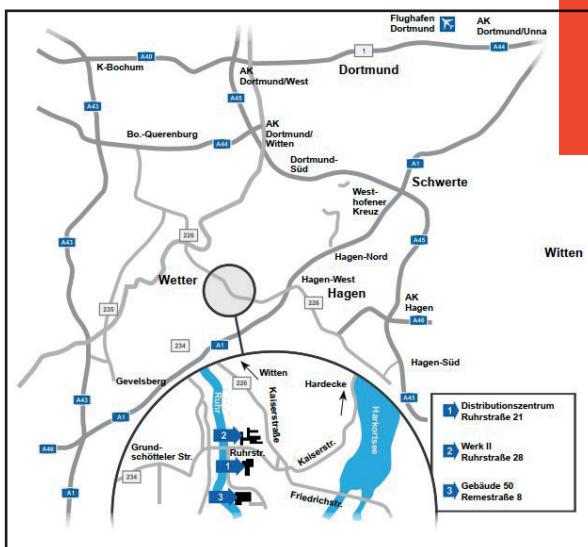 Flughafen
Dortmund
AK
Dortmund/Unna
A40
1
A44
K-Bochum
Dortmund
AK
Dortmund/West
A43
A45
Bo.-Querenburg
AK
Dortmund/
Witten
A44
Dortmund-
Süd
A1
Schwerte
West-
hofener
Kreuz
A43
226
A45
Witten
Hagen-Nord
Wetter
Hagen-West
Hagen
226
AK
Hagen
A46
235
234
A1
Hagen-Süd
Gevelsberg
A43
A1
A46
A1
A45
Witten
226
Hardecke
Ruhr
Kaiserstraße
Harkortsee
Grund-
schötteler Str.
2
Ruhrstr.
1
Kaiserstr.
234
3
Friedrichstr.
1 Distributionszentrum
Ruhrstraße 21
2 Werk II
Ruhrstraße 28
3 Gebäude 50
Remestraße 8